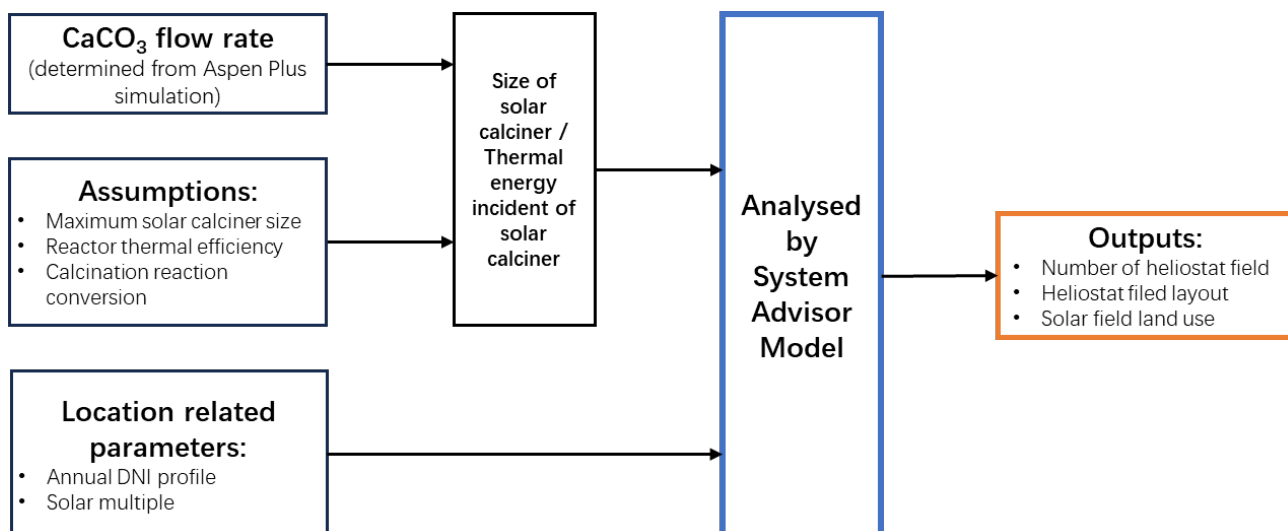 CaCO₃ flow rate
(determined from Aspen Plus
simulation)
Assumptions:
• Maximum solar calciner size
• Reactor thermal efficiency
• Calcination reaction
conversion
Location related
parameters:
• Annual DNI profile
• Solar multiple
Size of
solar
calciner /
Thermal
energy
incident of
solar
calciner
Analysed
by
System
Advisor
Model
Outputs:
• Number of heliostat field
• Heliostat filed layout
• Solar field land use